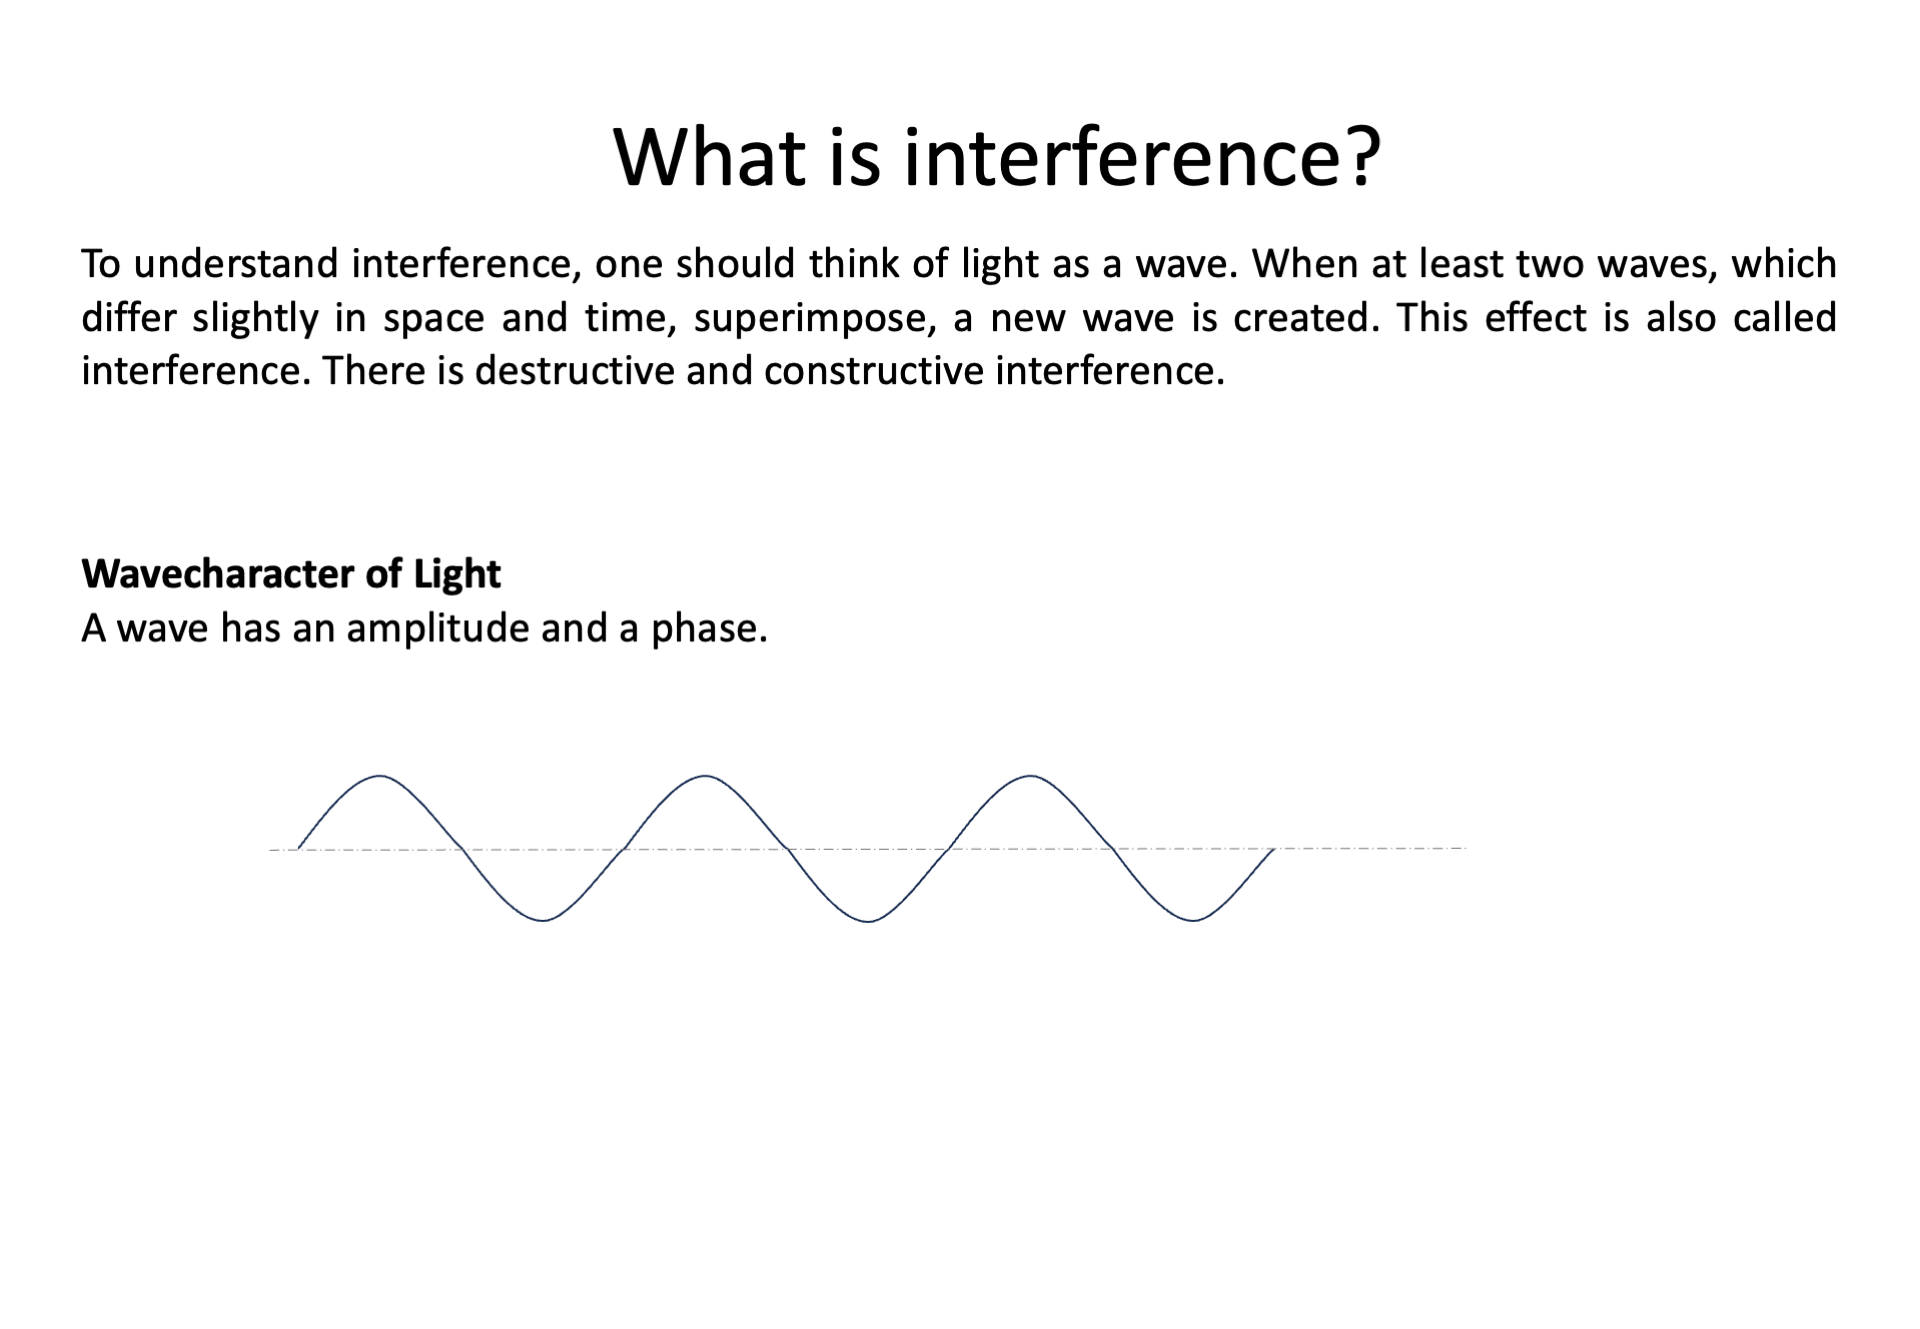 What is interference?
To understand interference, one should think of light as a wave. When at least two waves, which
differ slightly in space and time, superimpose, a new wave is created. This effect is also called
interference. There is destructive and constructive interference.
Wavecharacter of Light
A wave has an amplitude and a phase.